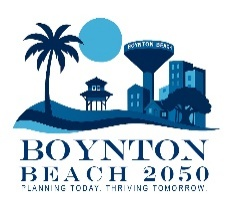 BOYNTON BEACH
BOYNTON
BEACH 2050
PLANNING TODAY. THRIVING TOMORROW.